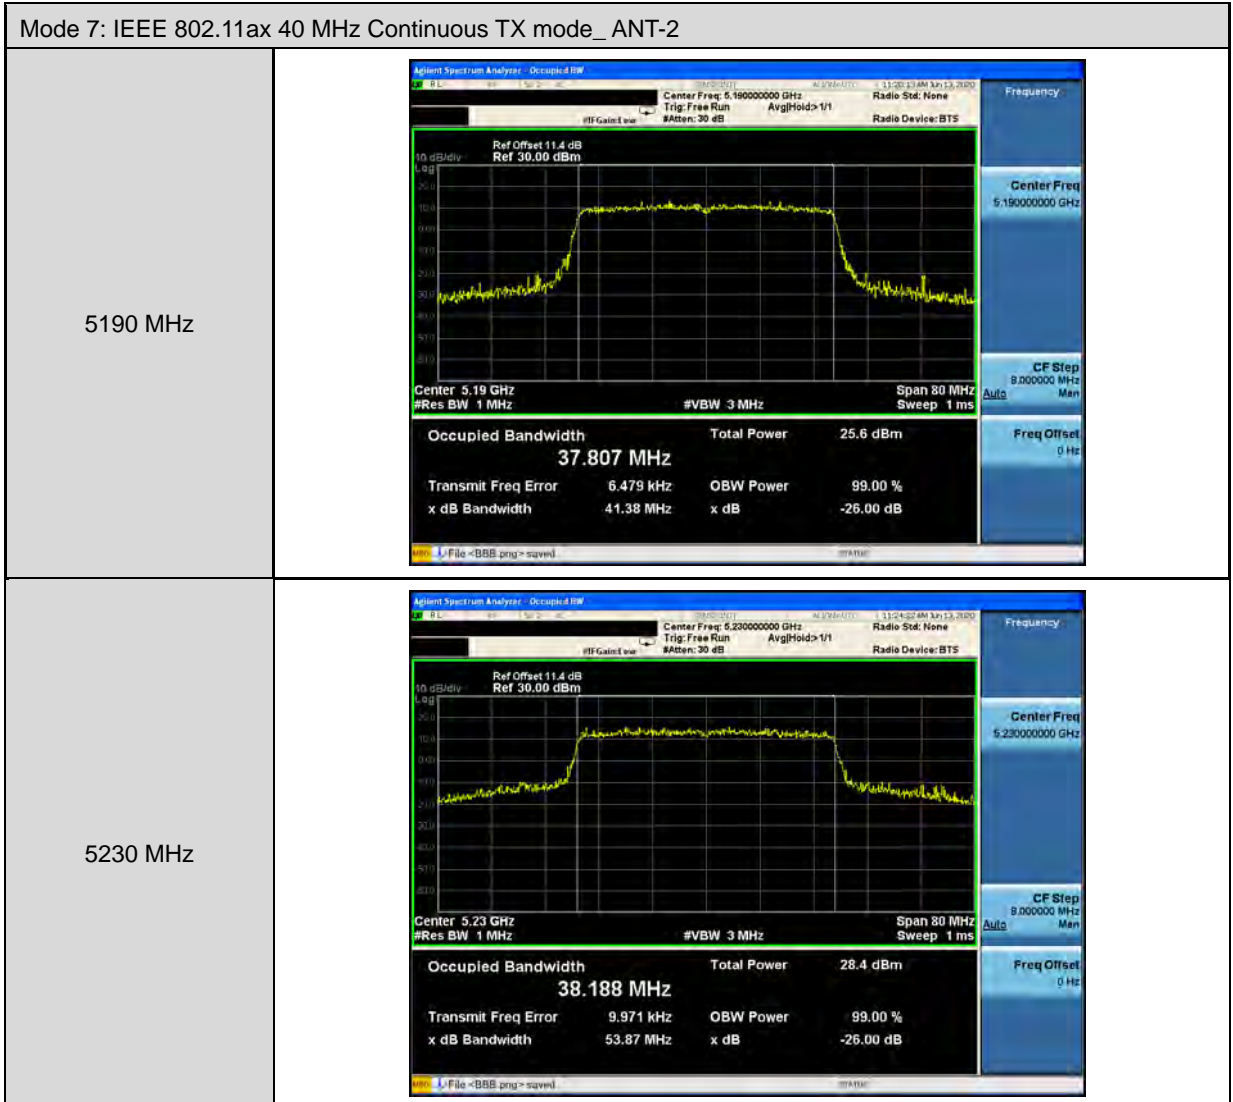 Mode 7: IEEE 802.11ax 40 MHz Continuous TX mode_ ANT-2
5190 MHz
Agilent Spectrum Analyzer - Occupied BW
Center Freq: 5.190000000 GHz
Radio Std: None
Trig: Free Run Avg|Hold:>1/1
#IFGain:Low #Atten: 30 dB
Radio Device: BTS
Ref Offset 11.4 dB
10 dB/div Ref 30.00 dBm
Log
Center 5.19 GHz Span 80 MHz
#Res BW 1 MHz #VBW 3 MHz Sweep 1 ms
Occupied Bandwidth Total Power 25.6 dBm
37.807 MHz
Transmit Freq Error 6.479 kHz OBW Power 99.00 %
x dB Bandwidth 41.38 MHz x dB -26.00 dB
File <BBB.png> saved
STATUS
Frequency
Center Freq
5.190000000 GHz
CF Step
8.000000 MHz
Auto Man
Freq Offset
0 Hz
5230 MHz
Agilent Spectrum Analyzer - Occupied BW
Center Freq: 5.230000000 GHz
Radio Std: None
Trig: Free Run Avg|Hold:>1/1
#IFGain:Low #Atten: 30 dB
Radio Device: BTS
Ref Offset 11.4 dB
10 dB/div Ref 30.00 dBm
Log
Center 5.23 GHz Span 80 MHz
#Res BW 1 MHz #VBW 3 MHz Sweep 1 ms
Occupied Bandwidth Total Power 28.4 dBm
38.188 MHz
Transmit Freq Error 9.971 kHz OBW Power 99.00 %
x dB Bandwidth 53.87 MHz x dB -26.00 dB
File <BBB.png> saved
STATUS
Frequency
Center Freq
5.230000000 GHz
CF Step
8.000000 MHz
Auto Man
Freq Offset
0 Hz